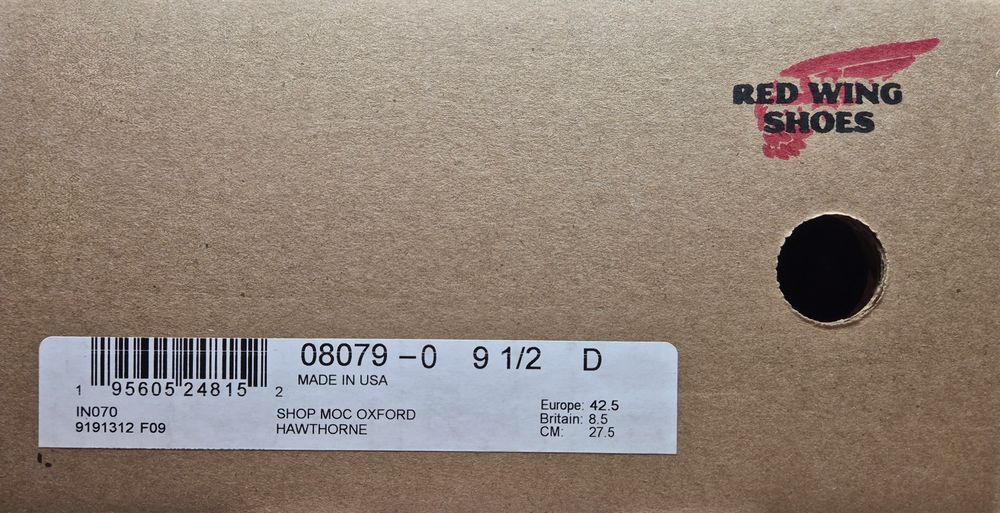 RED WING
SHOES
08079 - 0 9 1/2 D
MADE IN USA
1 95605 24815 2
IN070
9191312 F09
SHOP MOC OXFORD
HAWTHORNE
Europe: 42.5
Britain: 8.5
CM: 27.5